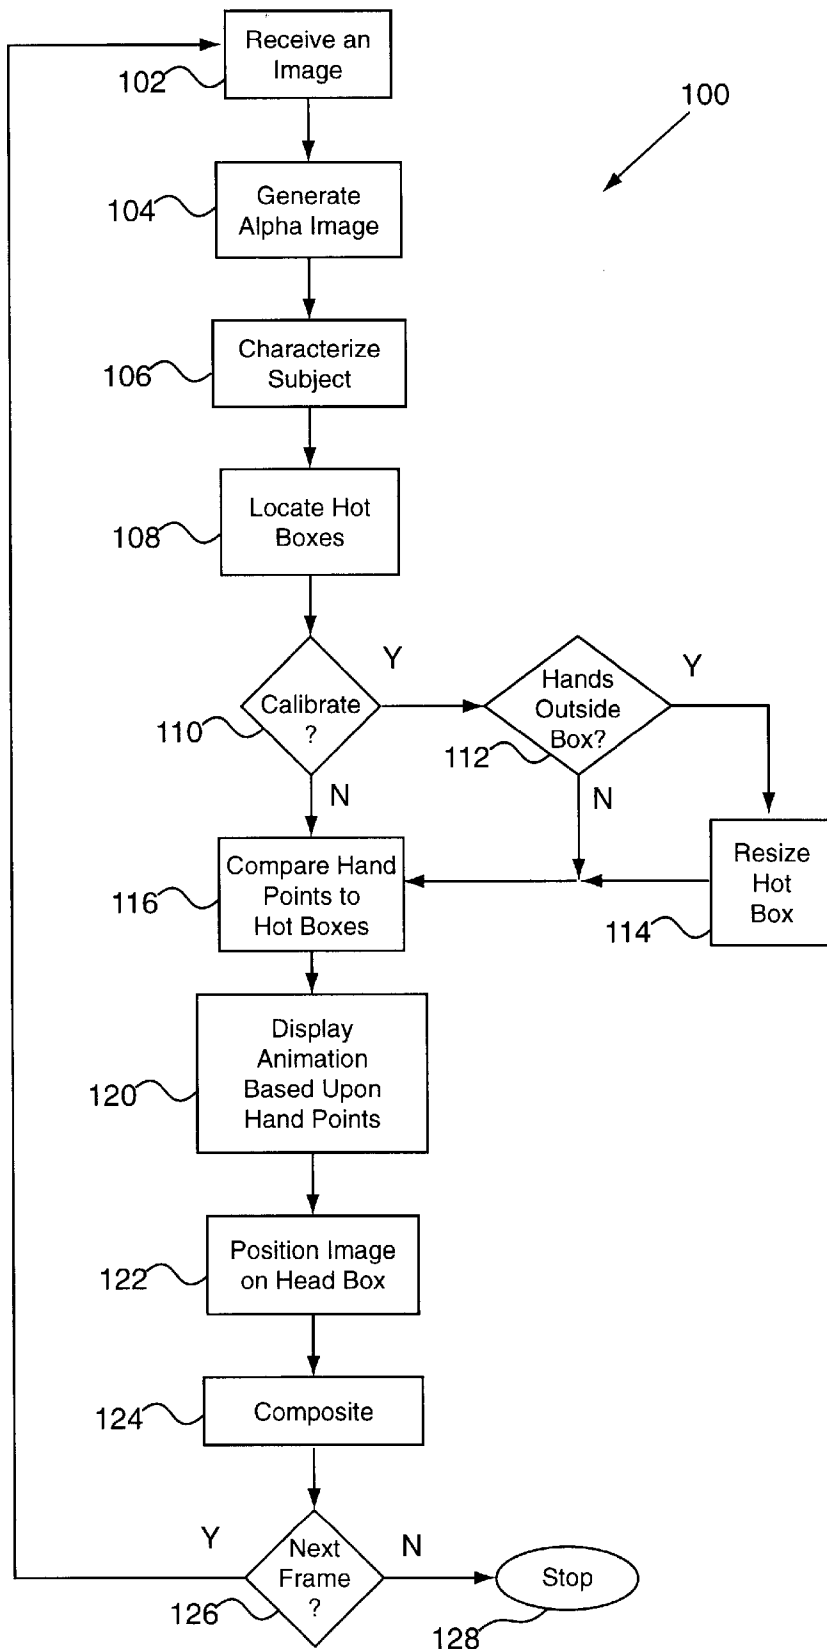 Receive an
Image
102
100
Generate
Alpha Image
104
Characterize
Subject
106
Locate Hot
Boxes
108
Calibrate
?
110
Y
Hands
Outside
Box?
112
Y
N
N
Compare Hand
Points to
Hot Boxes
116
Resize
Hot
Box
114
Display
Animation
Based Upon
Hand Points
120
Position Image
on Head Box
122
Composite
124
Y
Next
Frame
?
126
N
Stop
128